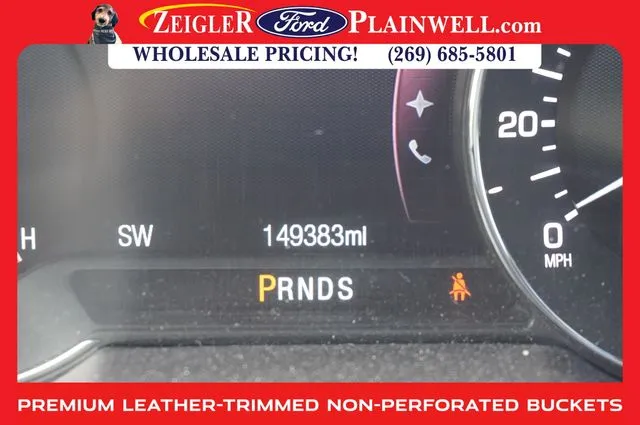 ZEIGLER Ford PLAINWELL.com
WHOLESALE PRICING! (269) 685-5801
20
0
MPH
H SW 149383ml
PRNDS
PREMIUM LEATHER-TRIMMED NON-PERFORATED BUCKETS